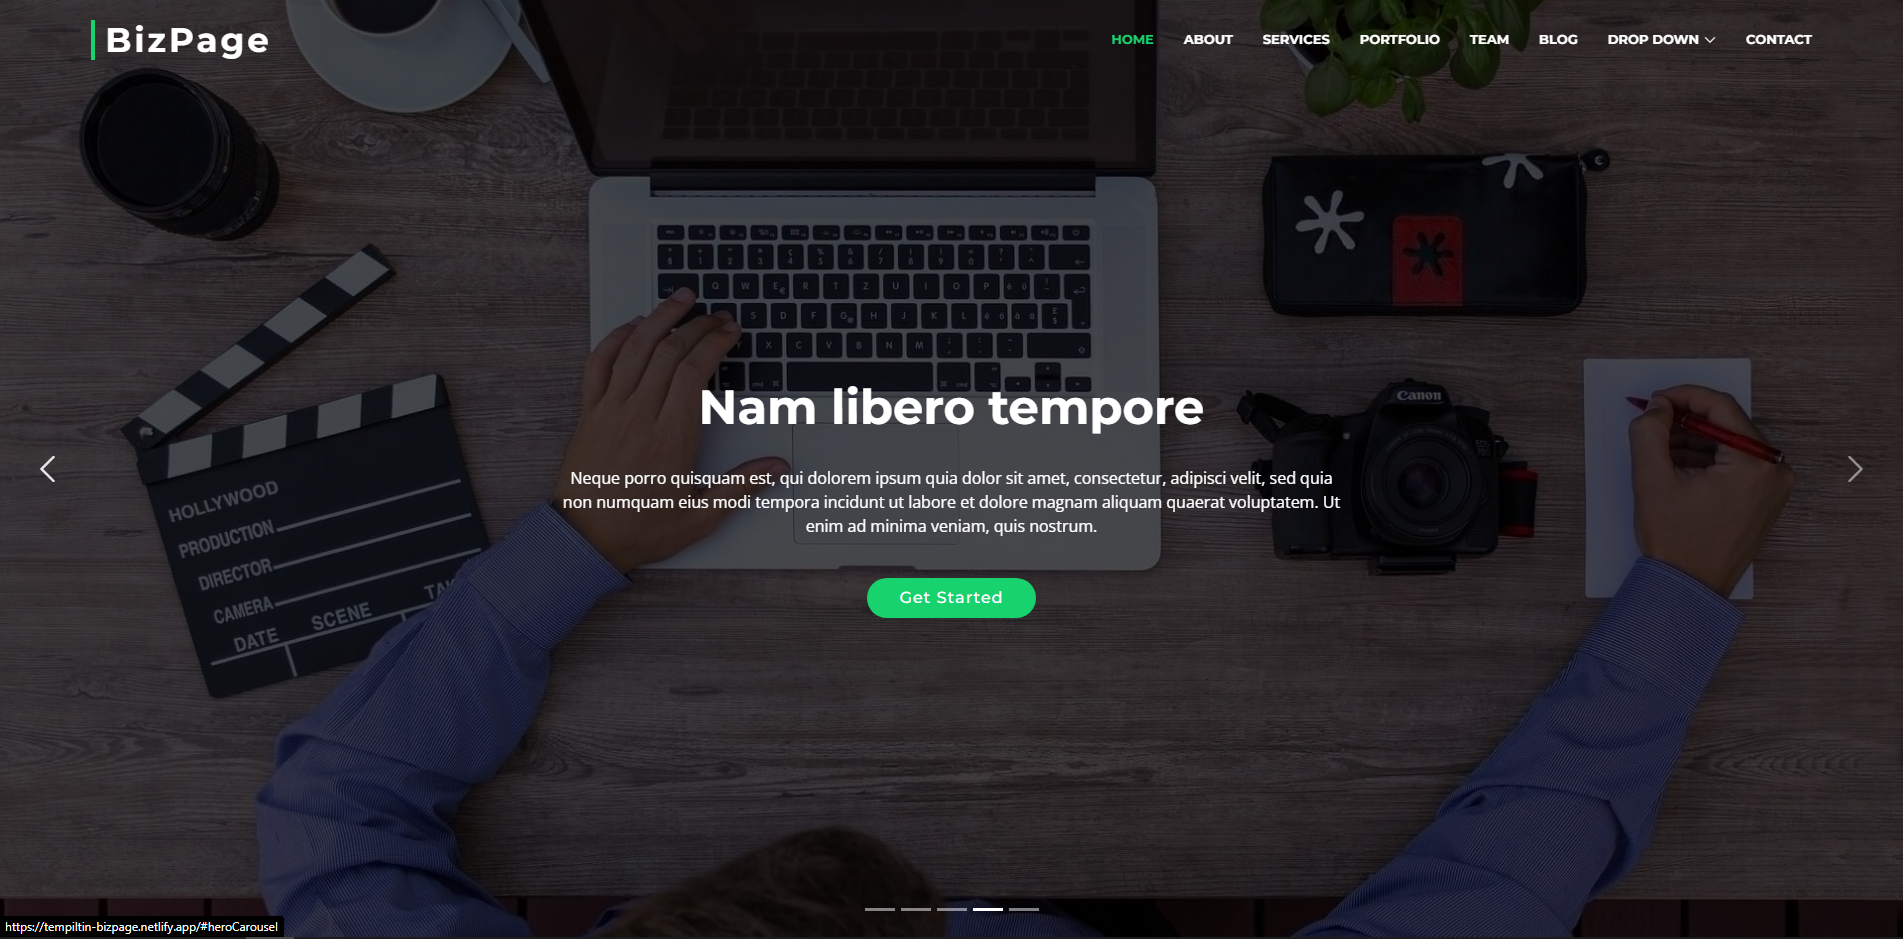 BizPage
HOME ABOUT SERVICES PORTFOLIO TEAM BLOG DROP DOWN CONTACT
Canon
Nam libero tempore
Neque porro quisquam est, qui dolorem ipsum quia dolor sit amet, consectetur, adipisci velit, sed quia
non numquam eius modi tempora incidunt ut labore et dolore magnam aliquam quaerat voluptatem. Ut
enim ad minima veniam, quis nostrum.
HOLLYWOOD
PRODUCTION
DIRECTOR
CAMERA
DATE SCENE
Get Started
https://tempiltin-bizpage.netlify.app/#heroCarousel